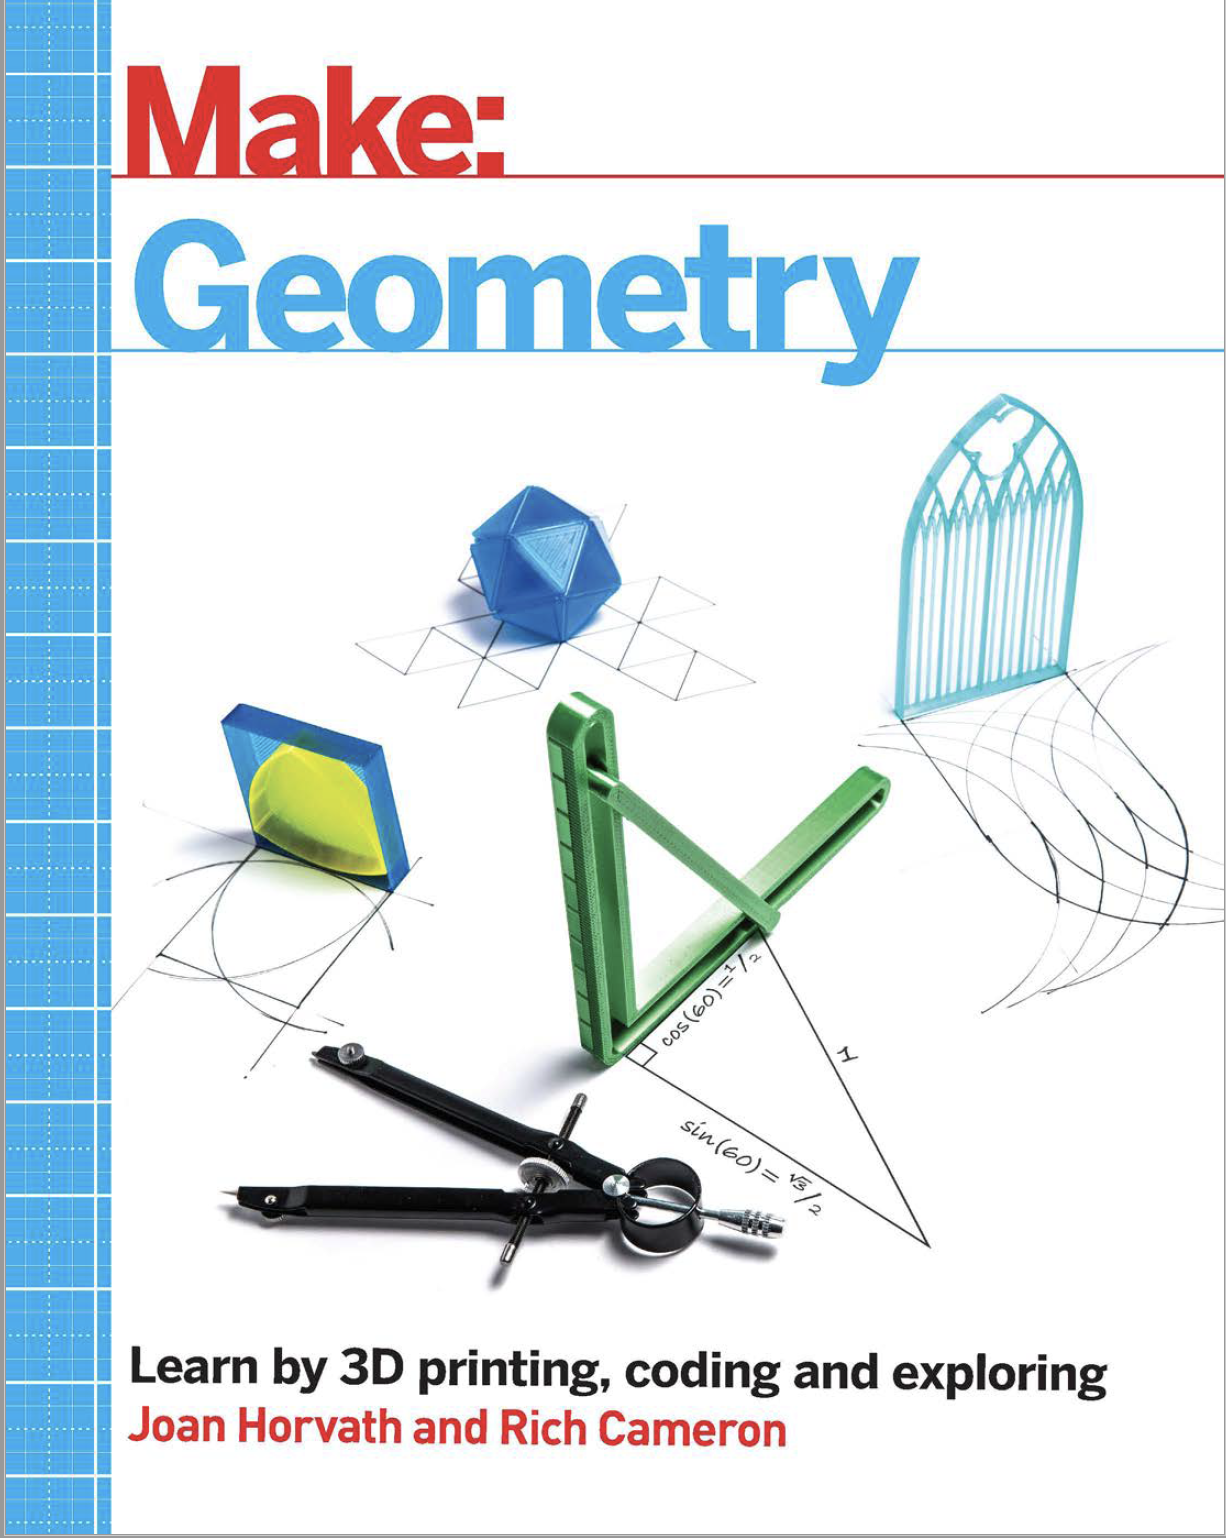 Make:
Geometry
cos(60)=1/2
1
sin(60)=√3/2
Learn by 3D printing, coding and exploring
Joan Horvath and Rich Cameron